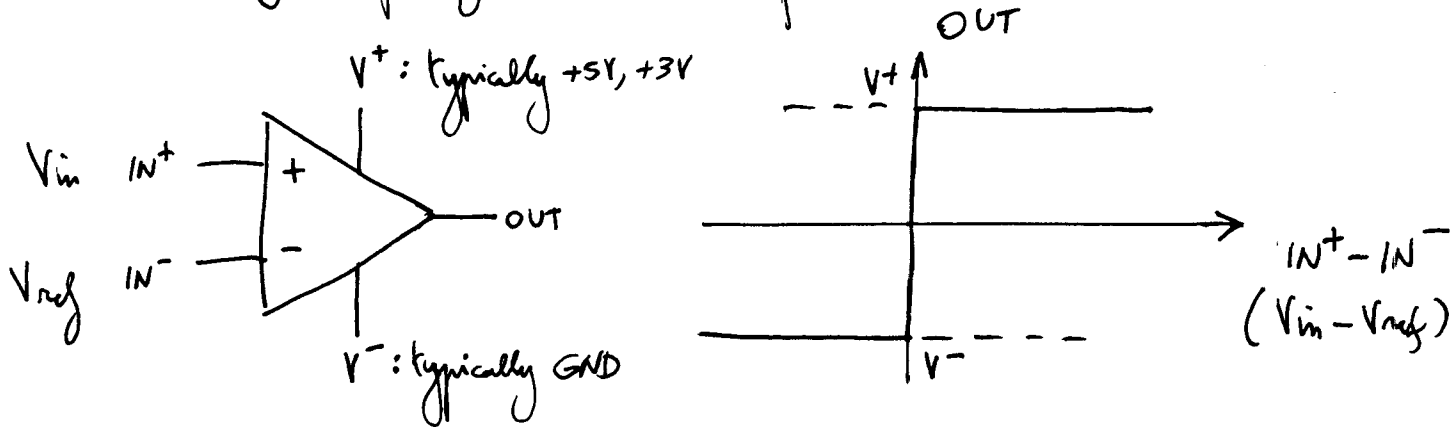 OUT
V+ : typically +5V, +3V
V+
Vin IN+
+
OUT
-
Vref IN-
IN+ - IN-
(Vin - Vref)
V- : typically GND
V-